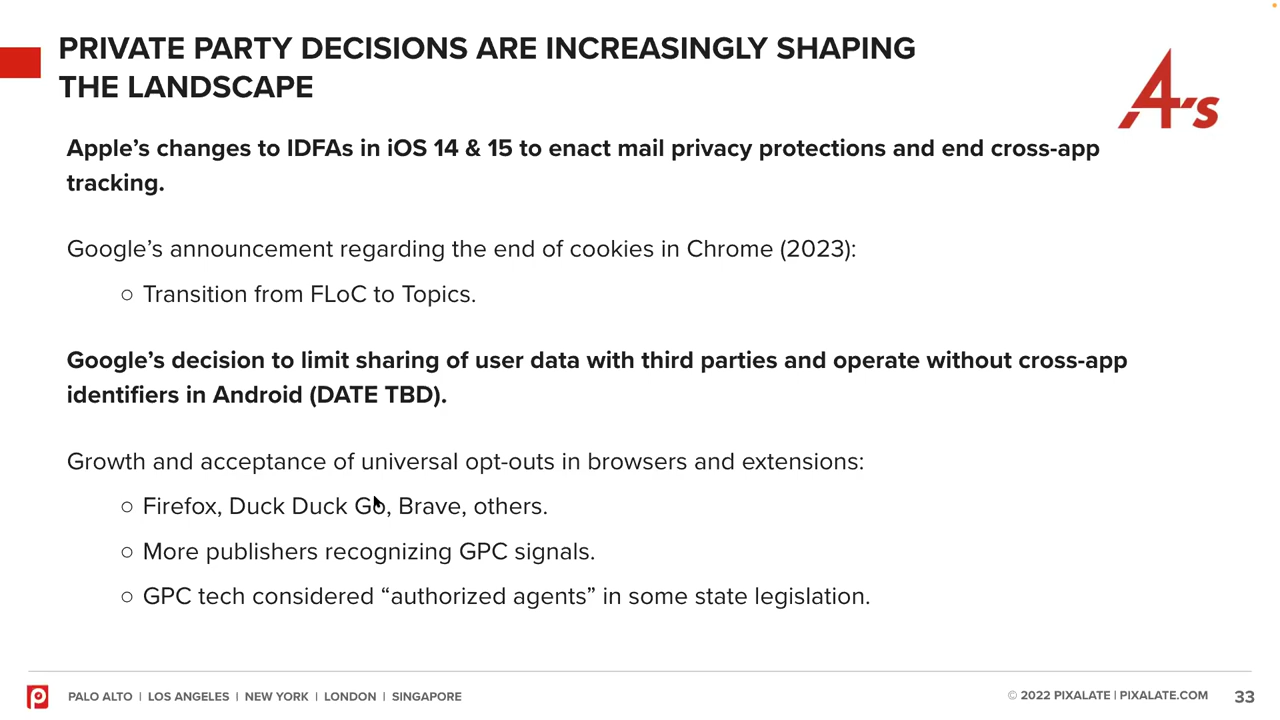 PRIVATE PARTY DECISIONS ARE INCREASINGLY SHAPING
THE LANDSCAPE
A's
Apple’s changes to IDFAs in iOS 14 & 15 to enact mail privacy protections and end cross-app
tracking.
Google’s announcement regarding the end of cookies in Chrome (2023):
○ Transition from FLoC to Topics.
Google’s decision to limit sharing of user data with third parties and operate without cross-app
identifiers in Android (DATE TBD).
Growth and acceptance of universal opt-outs in browsers and extensions:
○ Firefox, Duck Duck Go, Brave, others.
○ More publishers recognizing GPC signals.
○ GPC tech considered “authorized agents” in some state legislation.
PALO ALTO | LOS ANGELES | NEW YORK | LONDON | SINGAPORE
© 2022 PIXALATE | PIXALATE.COM 33